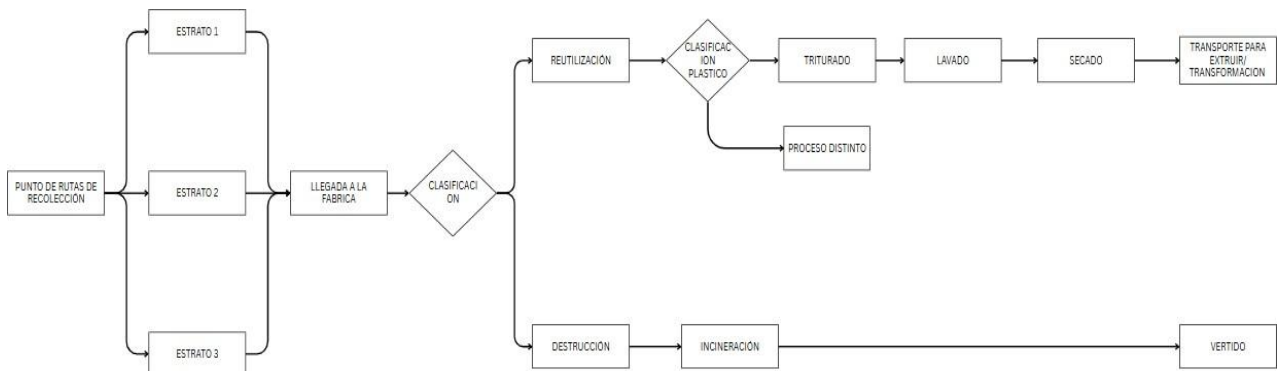 ESTRATO 1
PUNTO DE RUTAS DE
RECOLECCIÓN
ESTRATO 2
ESTRATO 3
LLEGADA A LA
FABRICA
CLASIFICACI
ON
REUTILIZACIÓN
CLASIFICAC
ION
PLASTICO
TRITURADO
LAVADO
SECADO
TRANSPORTE PARA
EXTRUIR/
TRANSFORMACION
PROCESO DISTINTO
DESTRUCCIÓN
INCINERACIÓN
VERTIDO